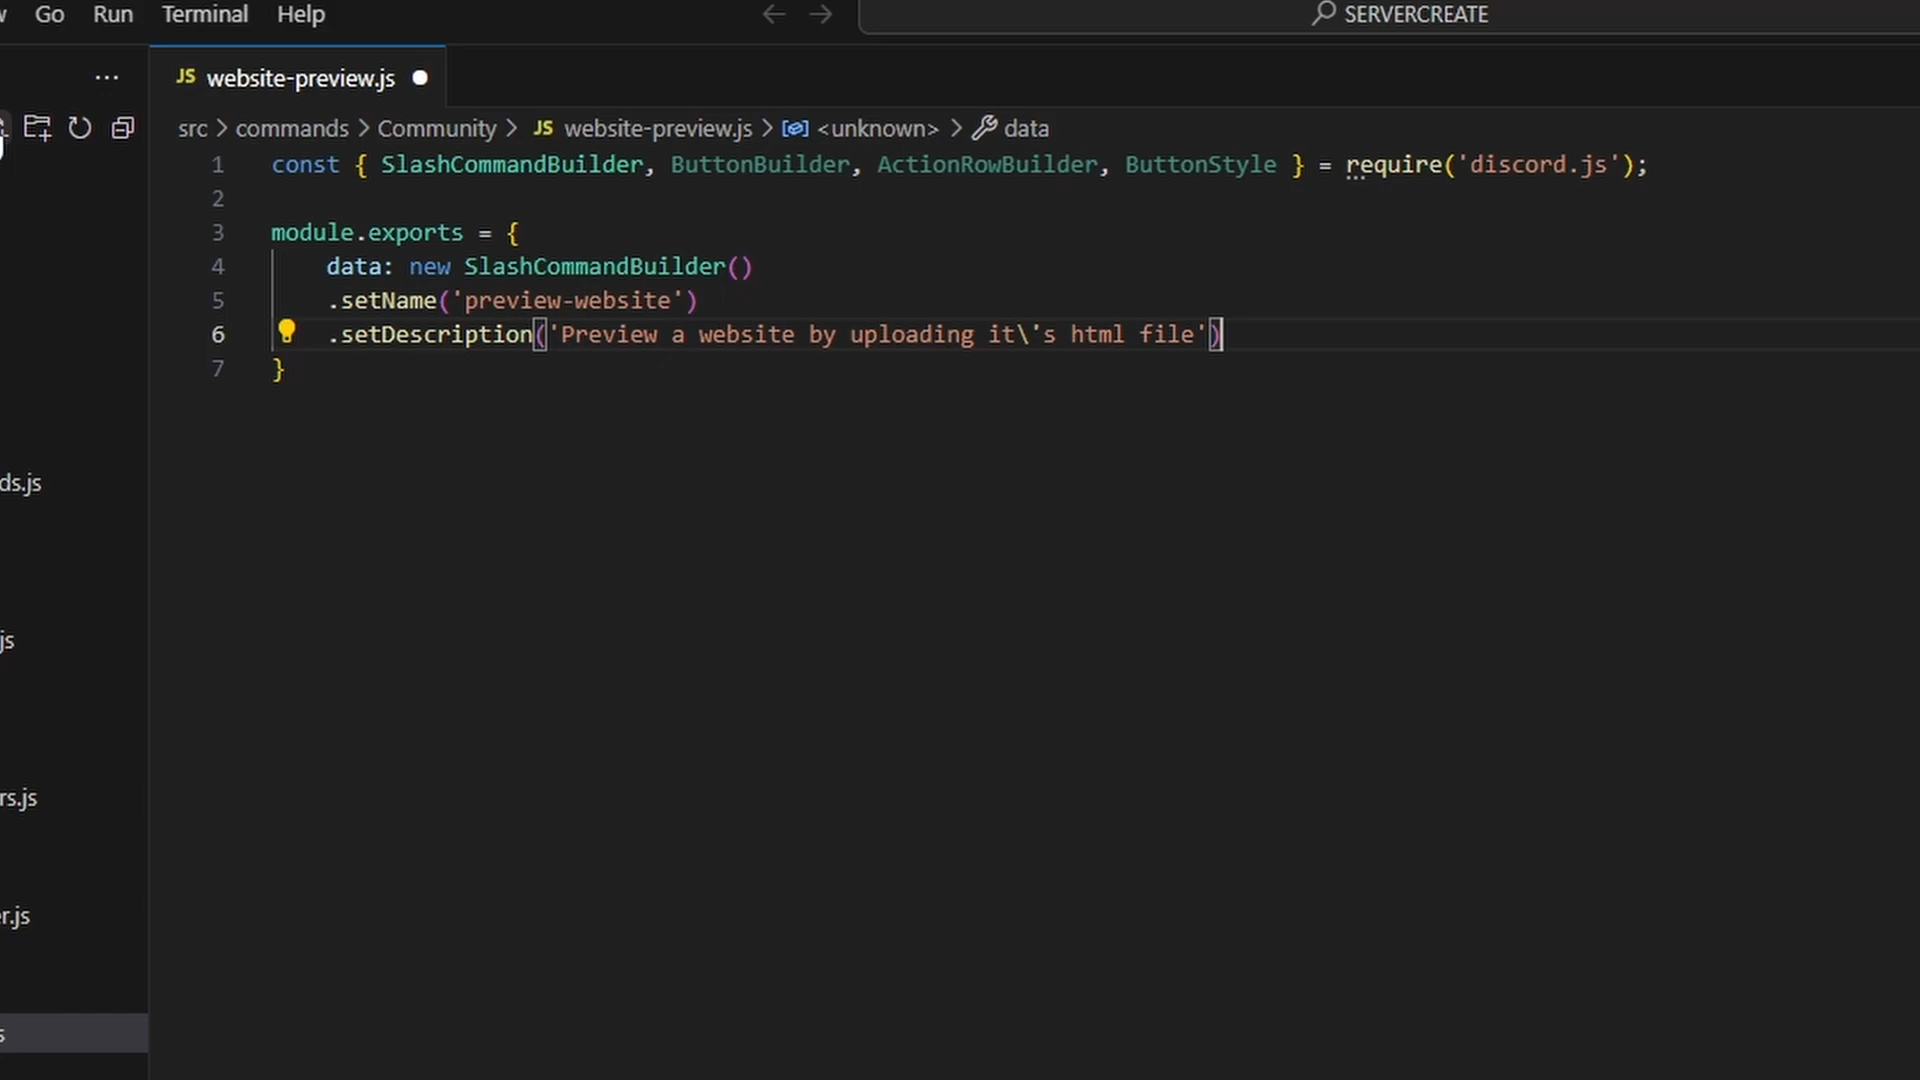 Go Run Terminal Help SERVERCREATE
JS website-preview.js
src > commands > Community > JS website-preview.js > <unknown> > data
1 const { SlashCommandBuilder, ButtonBuilder, ActionRowBuilder, ButtonStyle } = require('discord.js');
2
3 module.exports = {
4 data: new SlashCommandBuilder()
5 .setName('preview-website')
6 .setDescription('Preview a website by uploading it\'s html file')
7 }
ds.js
js
rs.js
er.js
s